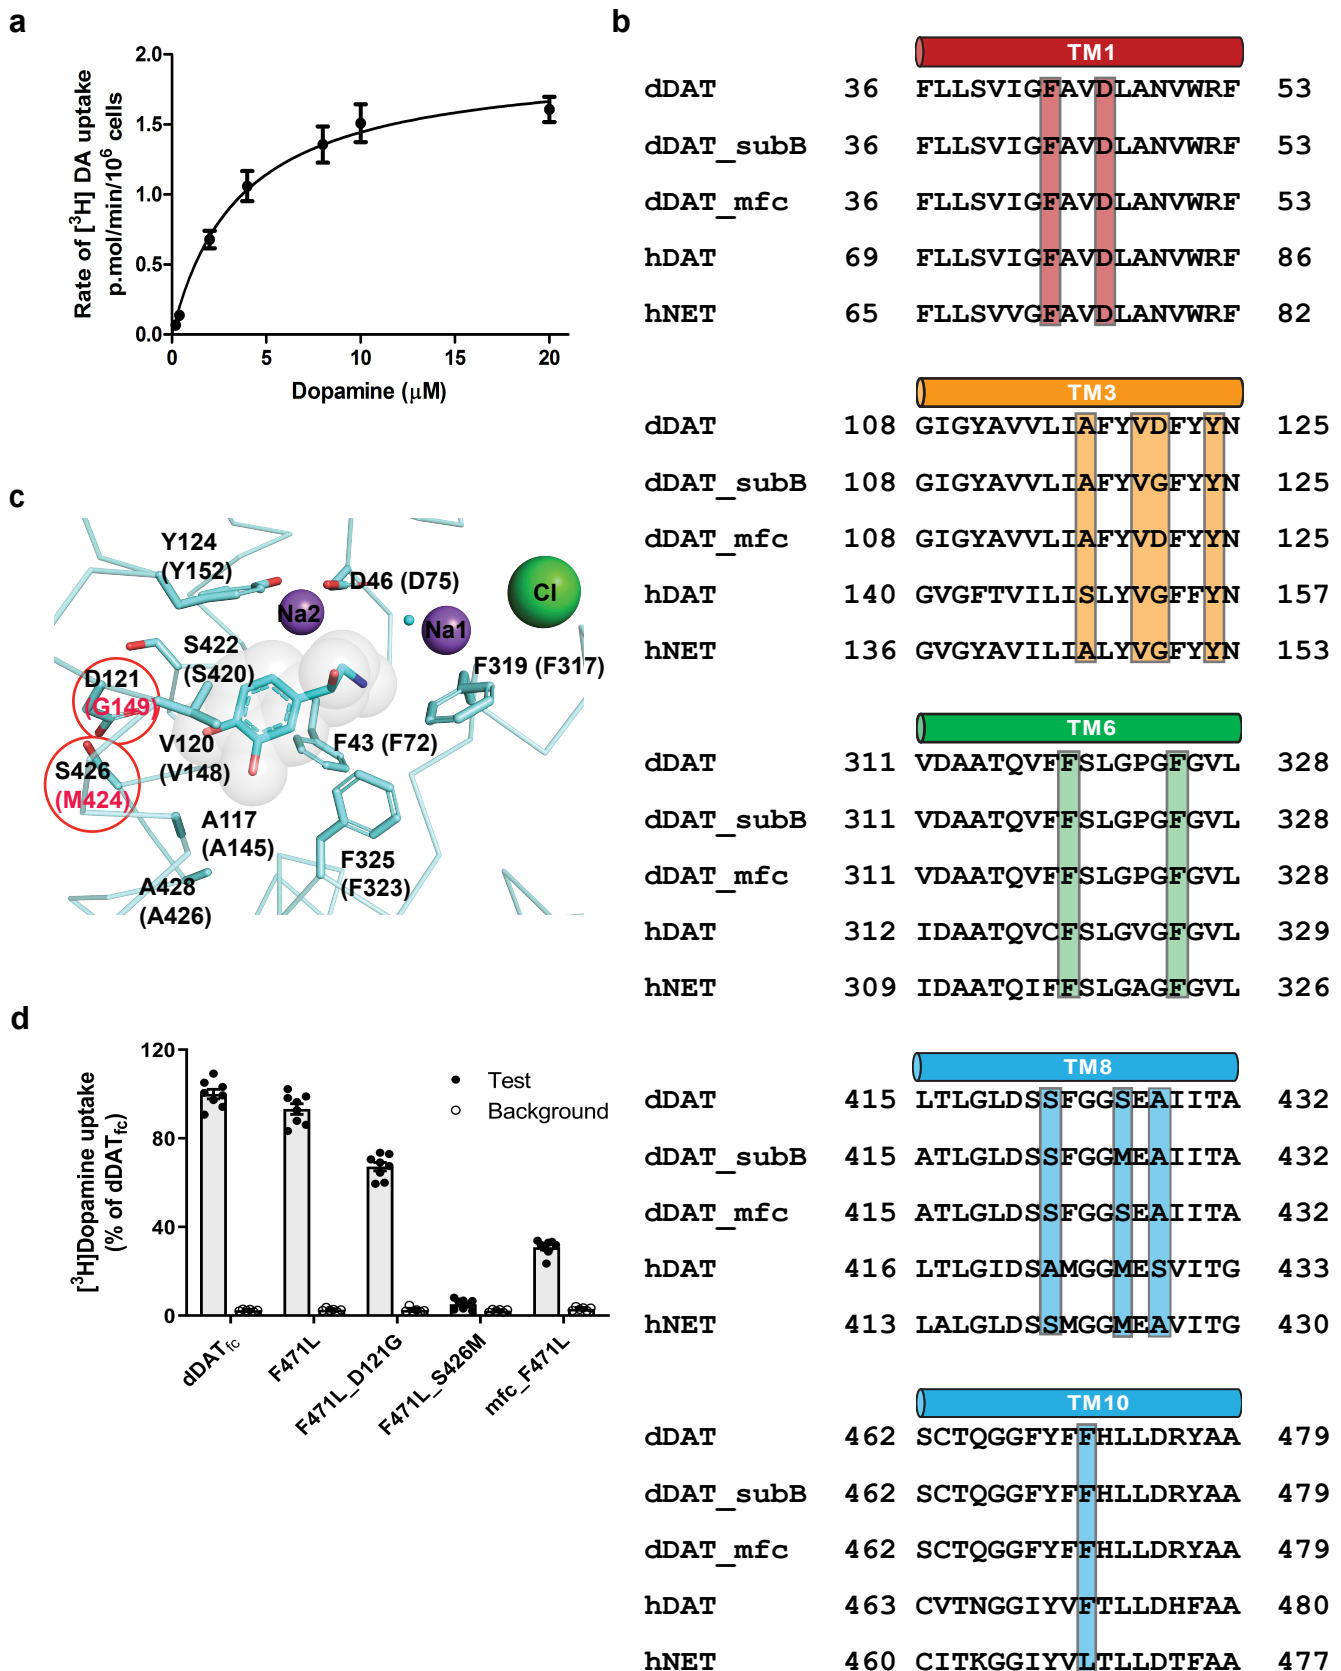 a
2.0
1.5
1.0
0.5
0.0
0 5 10 15 20
Rate of [³H] DA uptake
p.mol/min/10⁶ cells
Dopamine (μM)
b
TM1
dDAT 36 FLLSVIGFAVDLANVWRF 53
dDAT_subB 36 FLLSVIGFAVDLANVWRF 53
dDAT_mfc 36 FLLSVIGFAVDLANVWRF 53
hDAT 69 FLLSVIGFAVDLANVWRF 86
hNET 65 FLLSVVGFAVDLANVWRF 82
TM3
dDAT 108 GIGYAVVLIAFYVDFYYN 125
dDAT_subB 108 GIGYAVVLIAFYVGFYYN 125
dDAT_mfc 108 GIGYAVVLIAFYVDFYYN 125
hDAT 140 GVGFTVILISLYVGFFYN 157
hNET 136 GVGYAVILIALYVGFYYN 153
TM6
dDAT 311 VDAATQVFFSLGPGFGVL 328
dDAT_subB 311 VDAATQVFFSLGPGFGVL 328
dDAT_mfc 311 VDAATQVFFSLGPGFGVL 328
hDAT 312 IDAATQVCFSLGVGFGVL 329
hNET 309 IDAATQIFFSLGAGFGVL 326
TM8
dDAT 415 LTLGLDSSFGGSEAIITA 432
dDAT_subB 415 ATLGLDSSFGGMEAIITA 432
dDAT_mfc 415 ATLGLDSSFGGSEAIITA 432
hDAT 416 LTLGIDSAMGGMESVITG 433
hNET 413 LALGLDSSMGGMEAVITG 430
TM10
dDAT 462 SCTQGGFYFFHLLDRYAA 479
dDAT_subB 462 SCTQGGFYFFHLLDRYAA 479
dDAT_mfc 462 SCTQGGFYFFHLLDRYAA 479
hDAT 463 CVTNGGIYVFTLLDHFAA 480
hNET 460 CITKGGIYVLTLLDTFAA 477
c
Y124
(Y152)
D46 (D75)
Na2
Na1
Cl
S422
(S420)
F319 (F317)
D121
(G149)
V120
(V148)
F43 (F72)
S426
(M424)
A117
(A145)
F325
(F323)
A428
(A426)
d
120
80
40
0
[³H]Dopamine uptake
(% of dDATfc)
Test
Background
dDATfc
F471L
F471L_D121G
F471L_S426M
mfc_F471L